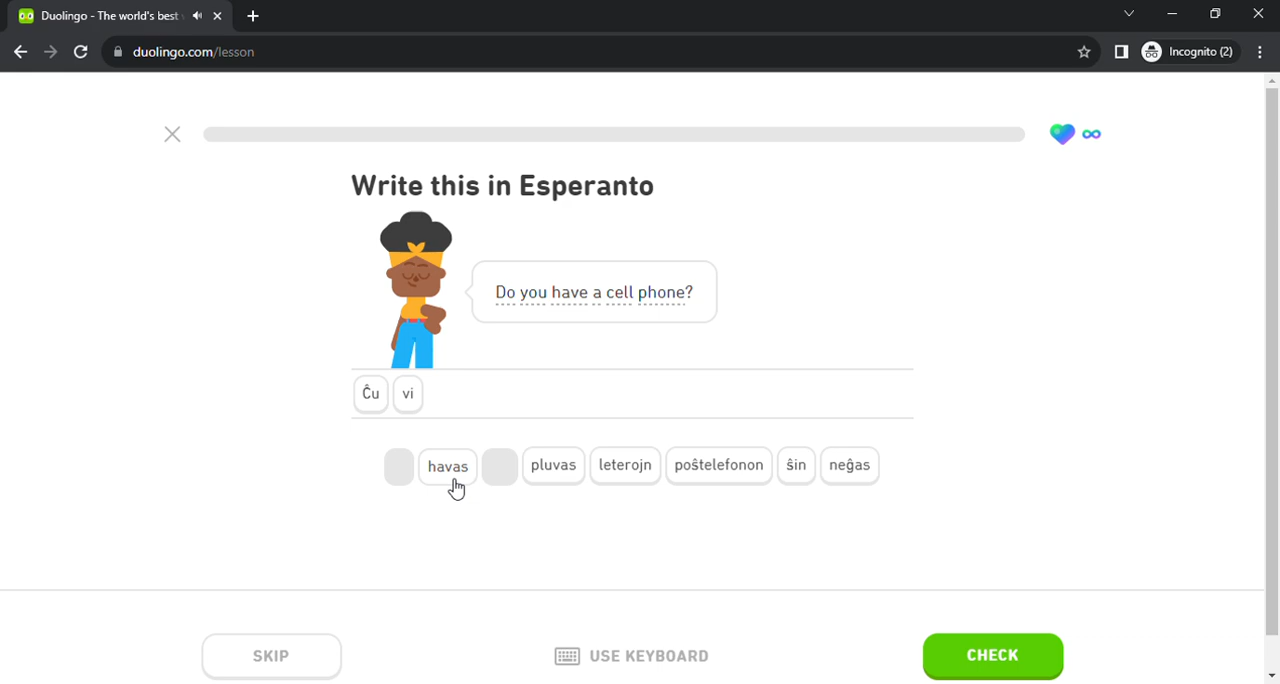 Duolingo - The world's best
duolingo.com/lesson
Incognito (2)
Write this in Esperanto
Do you have a cell phone?
Ĉu vi
havas pluvas leterojn poŝtelefonon ŝin neĝas
SKIP USE KEYBOARD CHECK